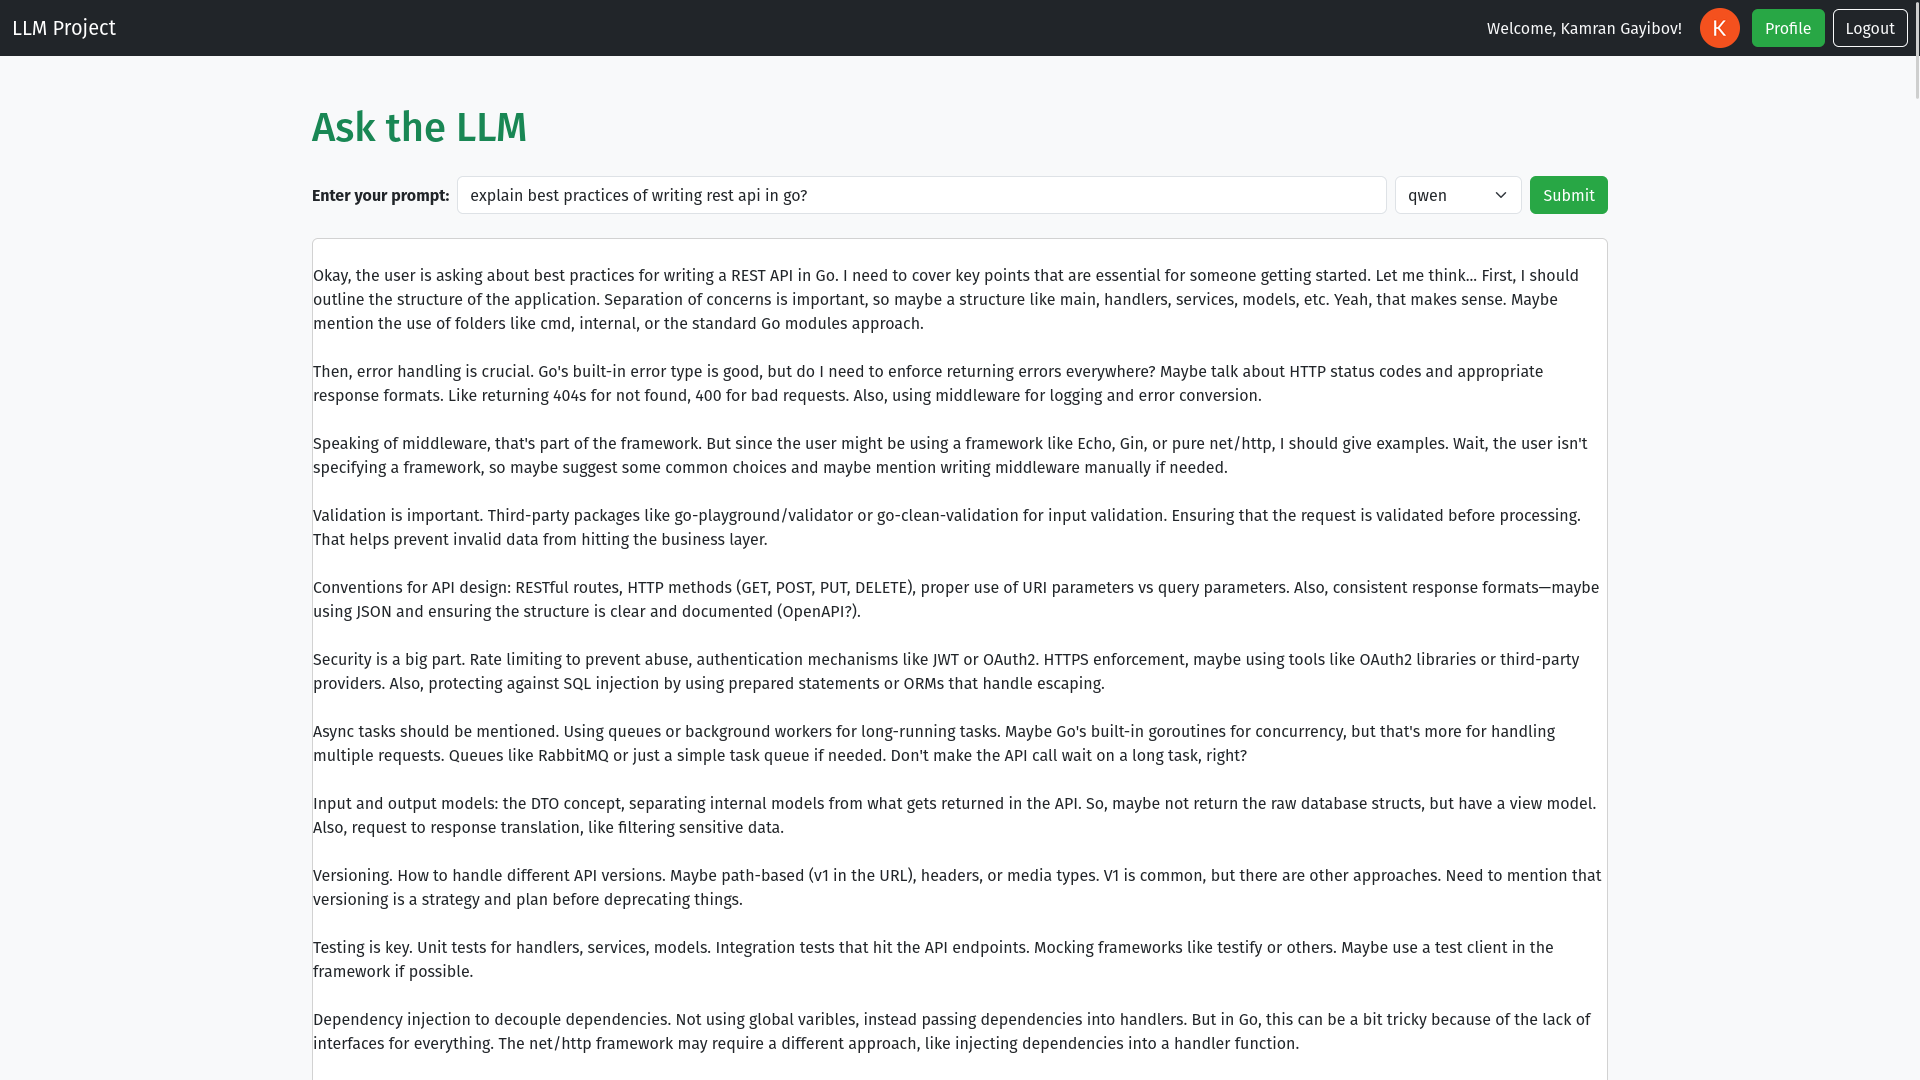 LLM Project
Welcome, Kamran Gayibov!
K
Profile
Logout
Ask the LLM
Enter your prompt:
explain best practices of writing rest api in go?
qwen
Submit
Okay, the user is asking about best practices for writing a REST API in Go. I need to cover key points that are essential for someone getting started. Let me think... First, I should
outline the structure of the application. Separation of concerns is important, so maybe a structure like main, handlers, services, models, etc. Yeah, that makes sense. Maybe
mention the use of folders like cmd, internal, or the standard Go modules approach.
Then, error handling is crucial. Go's built-in error type is good, but do I need to enforce returning errors everywhere? Maybe talk about HTTP status codes and appropriate
response formats. Like returning 404s for not found, 400 for bad requests. Also, using middleware for logging and error conversion.
Speaking of middleware, that's part of the framework. But since the user might be using a framework like Echo, Gin, or pure net/http, I should give examples. Wait, the user isn't
specifying a framework, so maybe suggest some common choices and maybe mention writing middleware manually if needed.
Validation is important. Third-party packages like go-playground/validator or go-clean-validation for input validation. Ensuring that the request is validated before processing.
That helps prevent invalid data from hitting the business layer.
Conventions for API design: RESTful routes, HTTP methods (GET, POST, PUT, DELETE), proper use of URI parameters vs query parameters. Also, consistent response formats—maybe
using JSON and ensuring the structure is clear and documented (OpenAPI?).
Security is a big part. Rate limiting to prevent abuse, authentication mechanisms like JWT or OAuth2. HTTPS enforcement, maybe using tools like OAuth2 libraries or third-party
providers. Also, protecting against SQL injection by using prepared statements or ORMs that handle escaping.
Async tasks should be mentioned. Using queues or background workers for long-running tasks. Maybe Go's built-in goroutines for concurrency, but that's more for handling
multiple requests. Queues like RabbitMQ or just a simple task queue if needed. Don't make the API call wait on a long task, right?
Input and output models: the DTO concept, separating internal models from what gets returned in the API. So, maybe not return the raw database structs, but have a view model.
Also, request to response translation, like filtering sensitive data.
Versioning. How to handle different API versions. Maybe path-based (v1 in the URL), headers, or media types. V1 is common, but there are other approaches. Need to mention that
versioning is a strategy and plan before deprecating things.
Testing is key. Unit tests for handlers, services, models. Integration tests that hit the API endpoints. Mocking frameworks like testify or others. Maybe use a test client in the
framework if possible.
Dependency injection to decouple dependencies. Not using global varibles, instead passing dependencies into handlers. But in Go, this can be a bit tricky because of the lack of
interfaces for everything. The net/http framework may require a different approach, like injecting dependencies into a handler function.